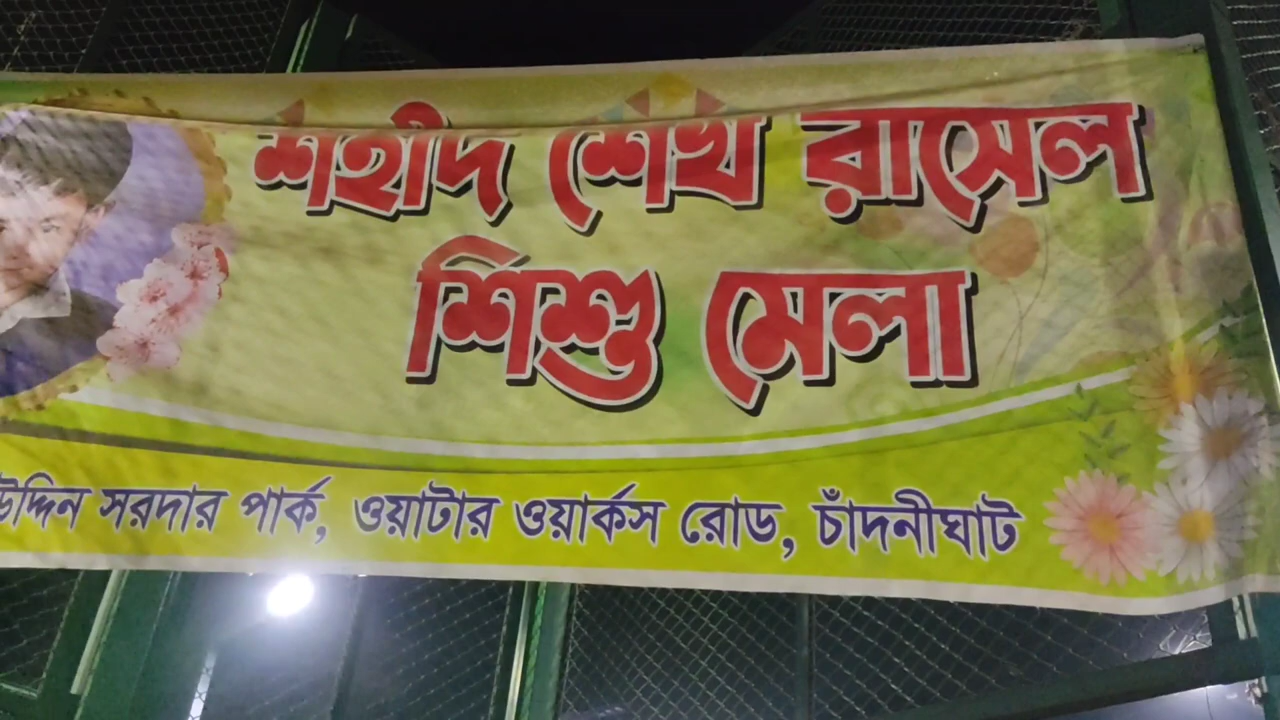 শহীদ শেখ রাসেল
শিশু মেলা
উদ্দিন সরদার পার্ক, ওয়াটার ওয়ার্কস রোড, চাঁদনীঘাট